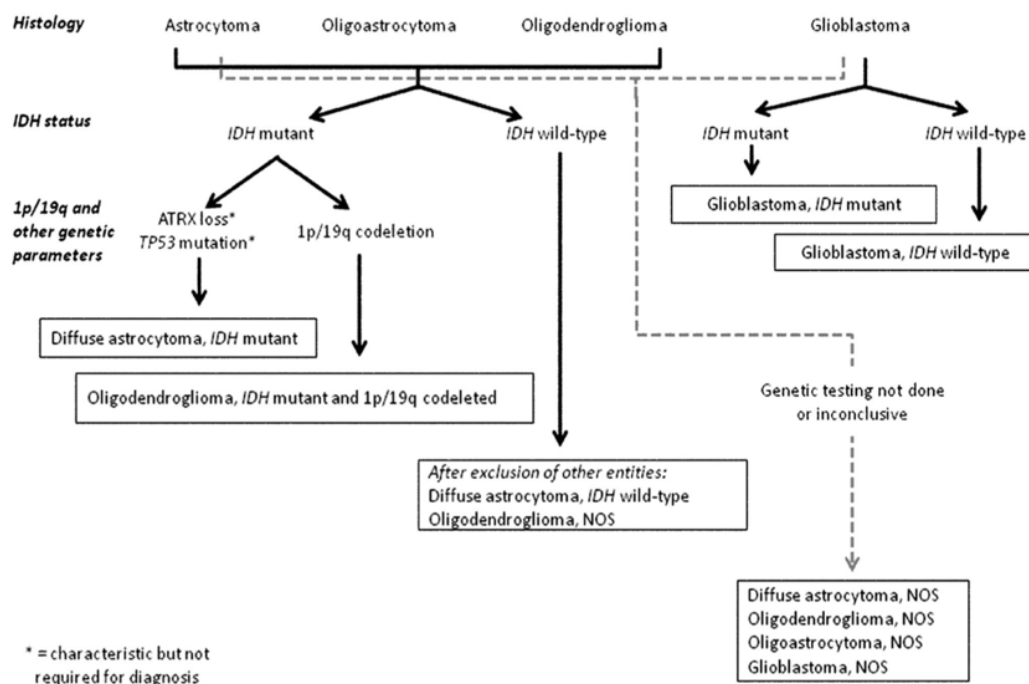 Histology
Astrocytoma
Oligoastrocytoma
Oligodendroglioma
Glioblastoma
IDH status
IDH mutant
IDH wild-type
IDH mutant
IDH wild-type
1p/19q and
other genetic
parameters
ATRX loss*
TP53 mutation*
1p/19q codeletion
Glioblastoma, IDH mutant
Glioblastoma, IDH wild-type
Diffuse astrocytoma, IDH mutant
Oligodendroglioma, IDH mutant and 1p/19q codeleted
Genetic testing not done
or inconclusive
After exclusion of other entities:
Diffuse astrocytoma, IDH wild-type
Oligodendroglioma, NOS
Diffuse astrocytoma, NOS
Oligodendroglioma, NOS
Oligoastrocytoma, NOS
Glioblastoma, NOS
* = characteristic but not
required for diagnosis